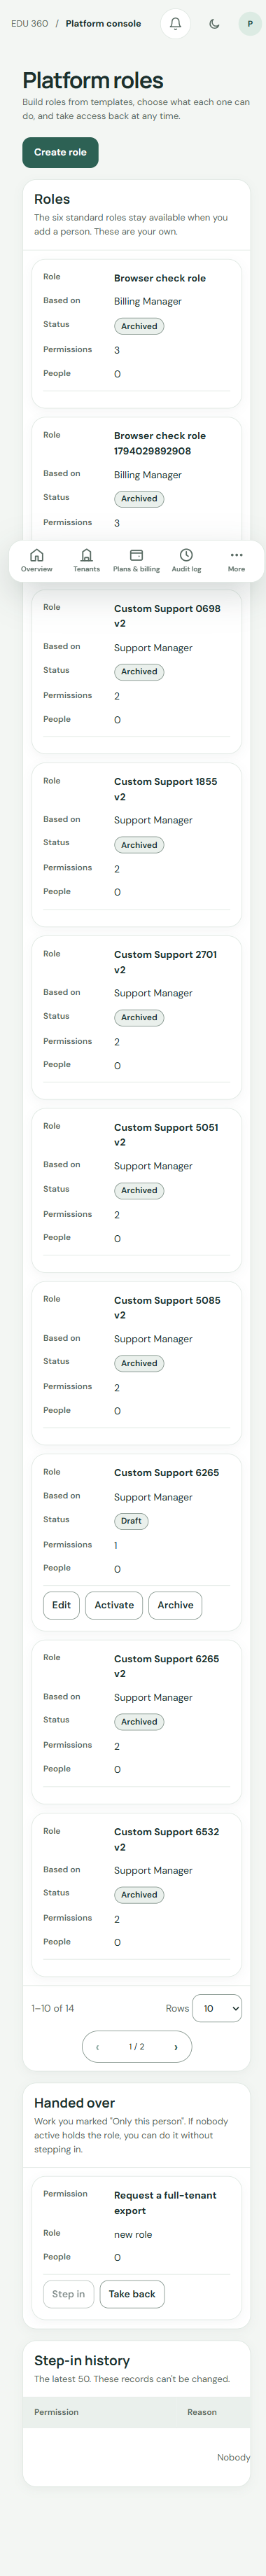 EDU 360 / Platform console
P
Platform roles
Build roles from templates, choose what each one can
do, and take access back at any time.
Create role
Roles
The six standard roles stay available when you
add a person. These are your own.
Role Browser check role
Based on Billing Manager
Status Archived
Permissions 3
People 0
Role Browser check role
1794029892908
Based on Billing Manager
Status Archived
Permissions 3
Overview Tenants Plans & billing Audit log More
Role Custom Support 0698
v2
Based on Support Manager
Status Archived
Permissions 2
People 0
Role Custom Support 1855
v2
Based on Support Manager
Status Archived
Permissions 2
People 0
Role Custom Support 2701
v2
Based on Support Manager
Status Archived
Permissions 2
People 0
Role Custom Support 5051
v2
Based on Support Manager
Status Archived
Permissions 2
People 0
Role Custom Support 5085
v2
Based on Support Manager
Status Archived
Permissions 2
People 0
Role Custom Support 6265
Based on Support Manager
Status Draft
Permissions 1
People 0
Edit Activate Archive
Role Custom Support 6265
v2
Based on Support Manager
Status Archived
Permissions 2
People 0
Role Custom Support 6532
v2
Based on Support Manager
Status Archived
Permissions 2
People 0
1–10 of 14 Rows 10
‹ 1 / 2 ›
Handed over
Work you marked "Only this person". If nobody
active holds the role, you can do it without
stepping in.
Permission Request a full-tenant
export
Role new role
People 0
Step in Take back
Step-in history
The latest 50. These records can't be changed.
Permission Reason
Nobody